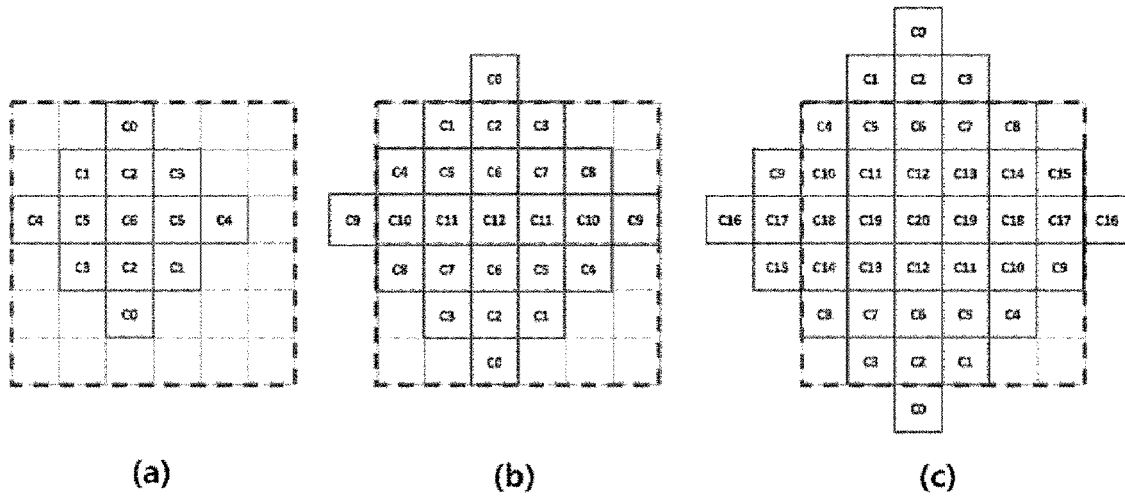 C0
C1 C2 C3
C4 C5 C6 C5 C4
C3 C2 C1
C0
(a)
C0
C1 C2 C3
C4 C5 C6 C7 C8
C9 C10 C11 C12 C11 C10 C9
C8 C7 C6 C5 C4
C3 C2 C1
C0
(b)
C0
C1 C2 C3
C4 C5 C6 C7 C8
C9 C10 C11 C12 C13 C14 C15
C16 C17 C18 C19 C20 C19 C18 C17 C16
C15 C14 C13 C12 C11 C10 C9
C8 C7 C6 C5 C4
C3 C2 C1
C0
(c)